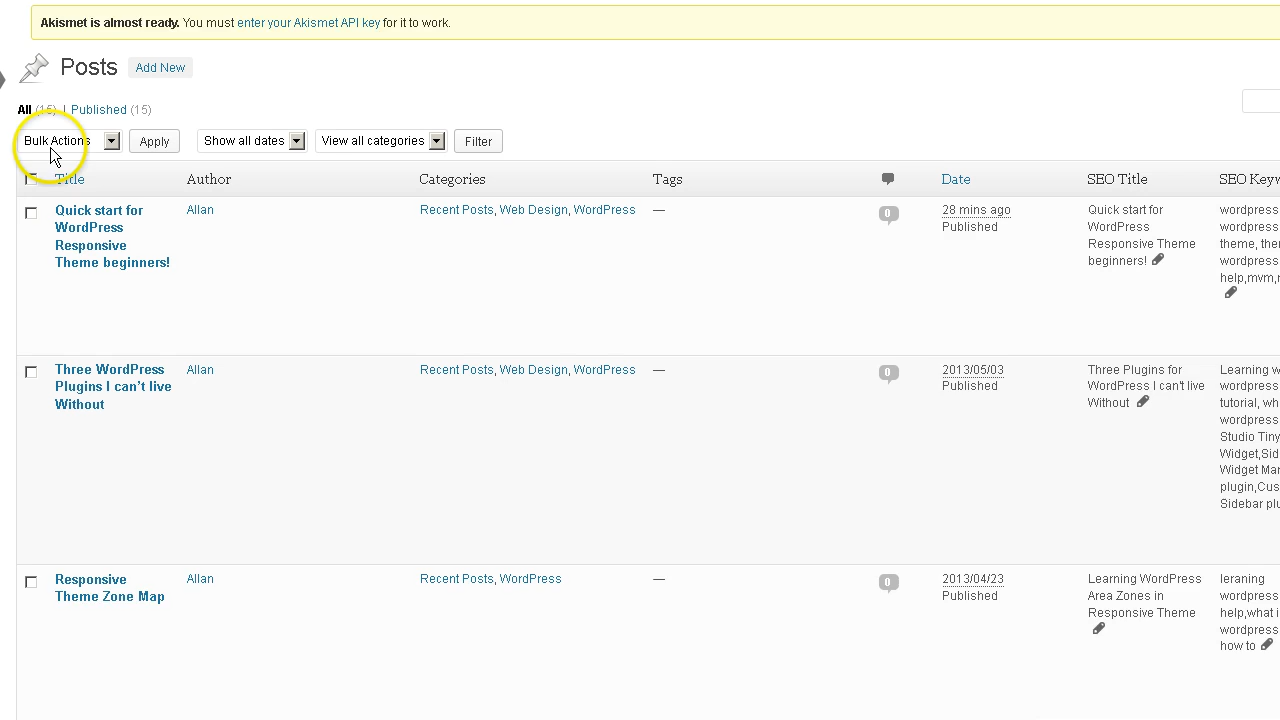 Akismet is almost ready. You must enter your Akismet API key for it to work.
Posts Add New
All (15) | Published (15)
Bulk Actions Apply Show all dates View all categories Filter
Title Author Categories Tags Date SEO Title SEO Keyw
Quick start for WordPress Responsive Theme beginners!
Allan
Recent Posts, Web Design, WordPress
—
0
28 mins ago
Published
Quick start for
WordPress
Responsive Theme
beginners!
wordpress
wordpress
theme, ther
wordpress
help,mvm,r
Three WordPress
Plugins I can't live
Without
Allan
Recent Posts, Web Design, WordPress
—
0
2013/05/03
Published
Three Plugins for
WordPress I can't live
Without
Learning w
wordpress
tutorial, wh
wordpress
Studio Tiny
Widget,Sid
Widget Mar
plugin,Cus
Sidebar plu
Responsive
Theme Zone Map
Allan
Recent Posts, WordPress
—
0
2013/04/23
Published
Learning WordPress
Area Zones in
Responsive Theme
leraning
wordpress
help,what i
wordpress
how to